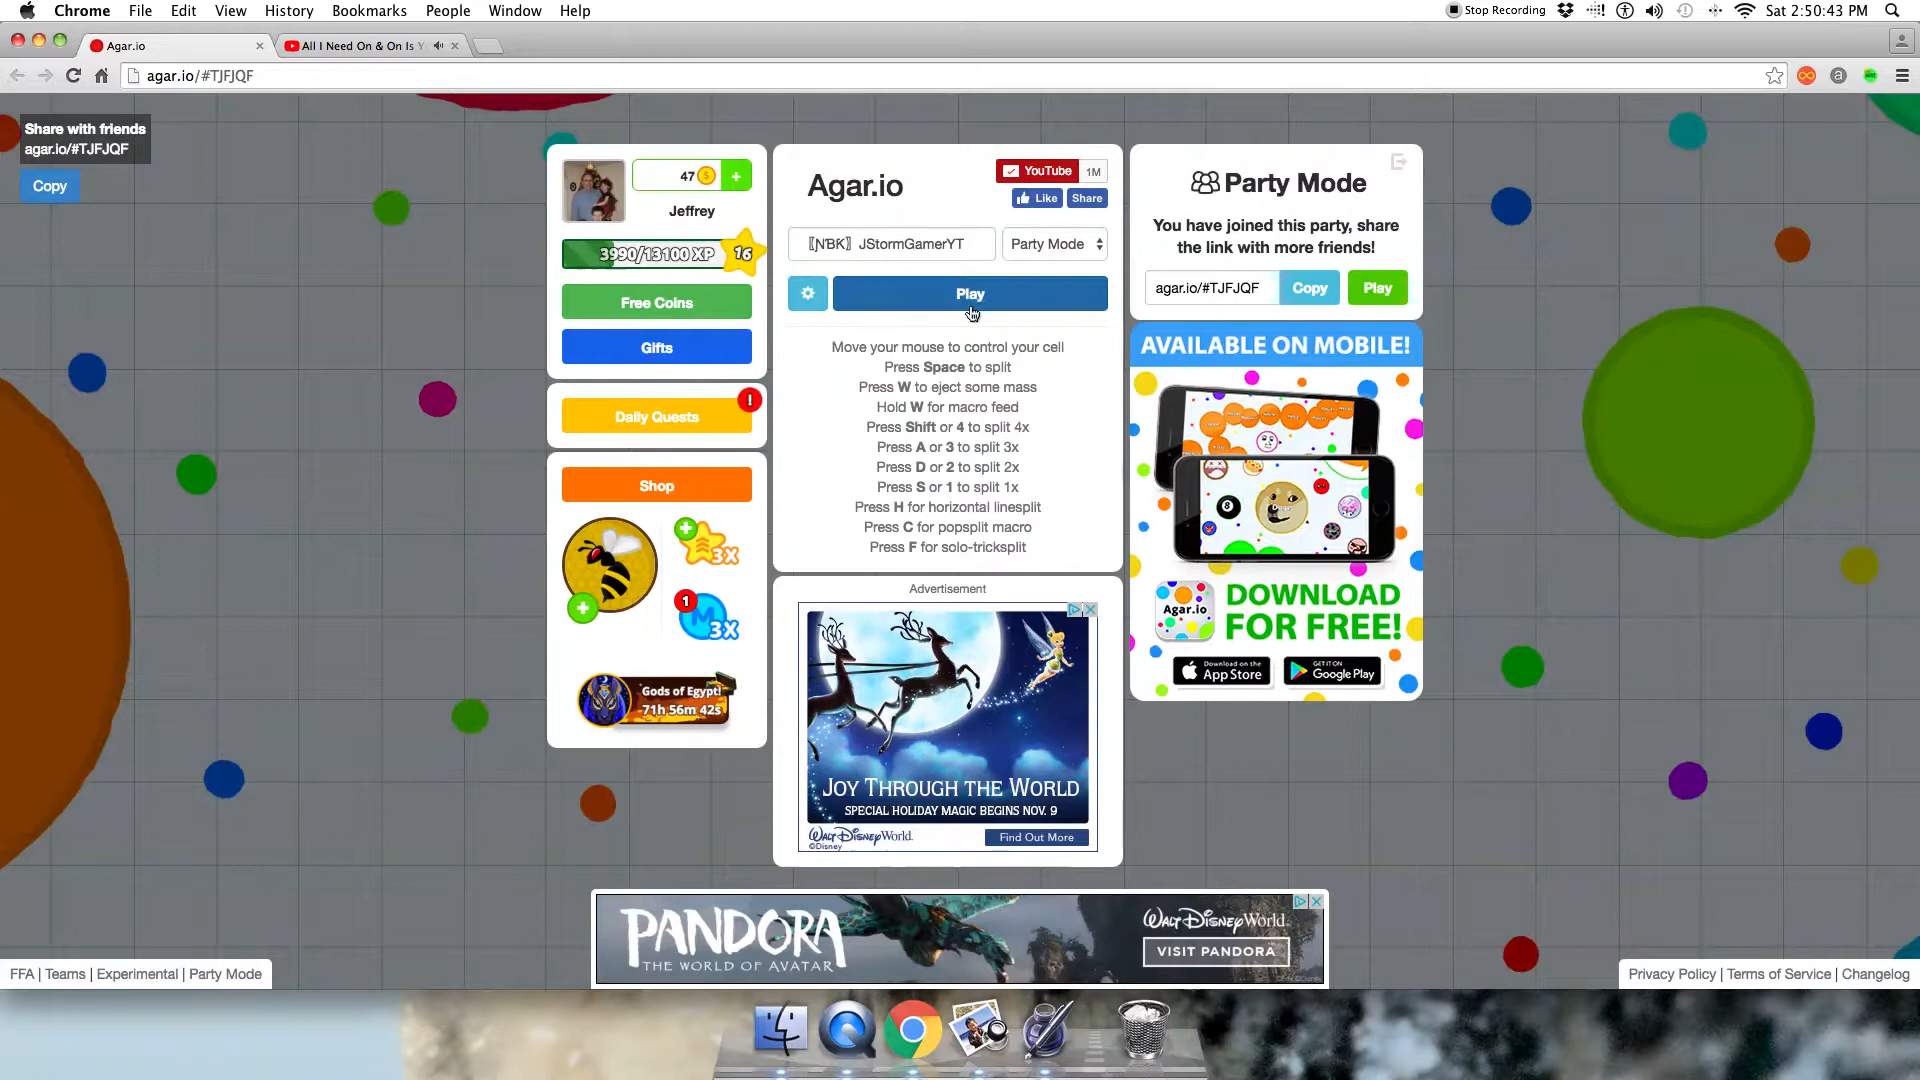 Chrome File Edit View History Bookmarks People Window Help
Stop Recording Sat 2:50:43 PM
Agar.io
All I Need On & On Is Y
agar.io/#TJFJQF
Share with friends
agar.io/#TJFJQF
Copy
47
Jeffrey
3990/13100 XP 16
Free Coins
Gifts
Daily Quests !
Shop
3X
1
M 3X
Gods of Egypt!
71h 56m 42s
Agar.io
YouTube 1M
Like Share
〖ƝƁK〗JStormGamerYT
Party Mode
Play
Move your mouse to control your cell
Press Space to split
Press W to eject some mass
Hold W for macro feed
Press Shift or 4 to split 4x
Press A or 3 to split 3x
Press D or 2 to split 2x
Press S or 1 to split 1x
Press H for horizontal linesplit
Press C for popsplit macro
Press F for solo-tricksplit
Advertisement
JOY THROUGH THE WORLD
SPECIAL HOLIDAY MAGIC BEGINS NOV. 9
Walt Disney World.
©Disney
Find Out More
Party Mode
You have joined this party, share
the link with more friends!
agar.io/#TJFJQF Copy Play
AVAILABLE ON MOBILE!
8
Agar.io
DOWNLOAD
FOR FREE!
Download on the
App Store
GET IT ON
Google Play
PANDORA
THE WORLD OF AVATAR
Walt Disney World.
VISIT PANDORA
FFA | Teams | Experimental | Party Mode
Privacy Policy | Terms of Service | Changelog